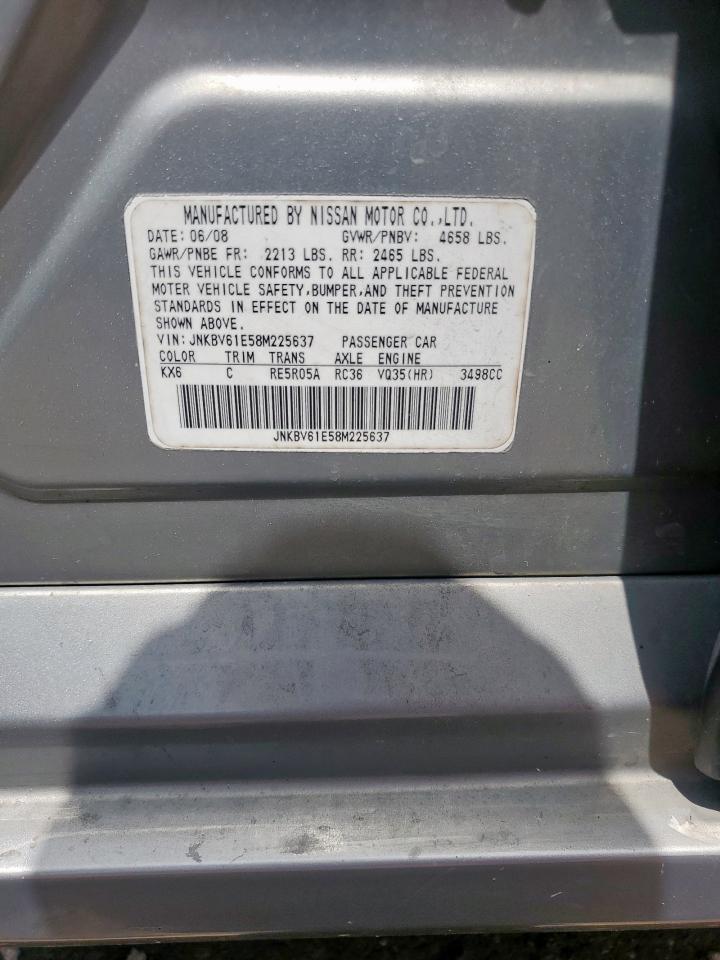 MANUFACTURED BY NISSAN MOTOR CO.,LTD.
DATE: 06/08 GVWR/PNBV: 4658 LBS.
GAWR/PNBE FR: 2213 LBS. RR: 2465 LBS.
THIS VEHICLE CONFORMS TO ALL APPLICABLE FEDERAL
MOTER VEHICLE SAFETY,BUMPER,AND THEFT PREVENTION
STANDARDS IN EFFECT ON THE DATE OF MANUFACTURE
SHOWN ABOVE.
VIN: JNKBV61E58M225637 PASSENGER CAR
COLOR TRIM TRANS AXLE ENGINE
KX6 C RE5R05A RC36 VQ35(HR) 3498CC
JNKBV61E58M225637